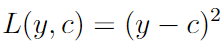 L(y, c) = (y − c)²